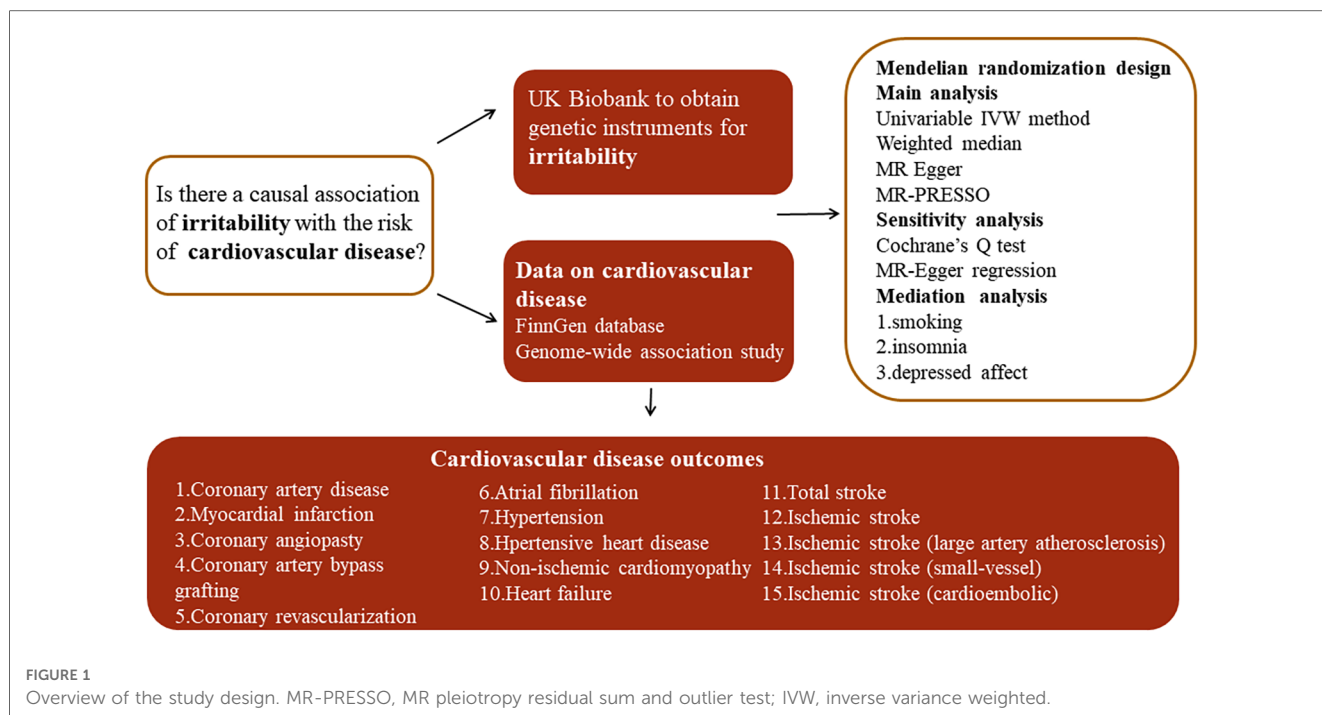 Is there a causal association
of irritability with the risk
of cardiovascular disease?
UK Biobank to obtain
genetic instruments for
irritability
Data on cardiovascular
disease
FinnGen database
Genome-wide association study
Mendelian randomization design
Main analysis
Univariable IVW method
Weighted median
MR Egger
MR-PRESSO
Sensitivity analysis
Cochrane's Q test
MR-Egger regression
Mediation analysis
1.smoking
2.insomnia
3.depressed affect
Cardiovascular disease outcomes
1.Coronary artery disease
2.Myocardial infarction
3.Coronary angiopasty
4.Coronary artery bypass
grafting
5.Coronary revascularization
6.Atrial fibrillation
7.Hypertension
8.Hpertensive heart disease
9.Non-ischemic cardiomyopathy
10.Heart failure
11.Total stroke
12.Ischemic stroke
13.Ischemic stroke (large artery atherosclerosis)
14.Ischemic stroke (small-vessel)
15.Ischemic stroke (cardioembolic)
FIGURE 1
Overview of the study design. MR-PRESSO, MR pleiotropy residual sum and outlier test; IVW, inverse variance weighted.